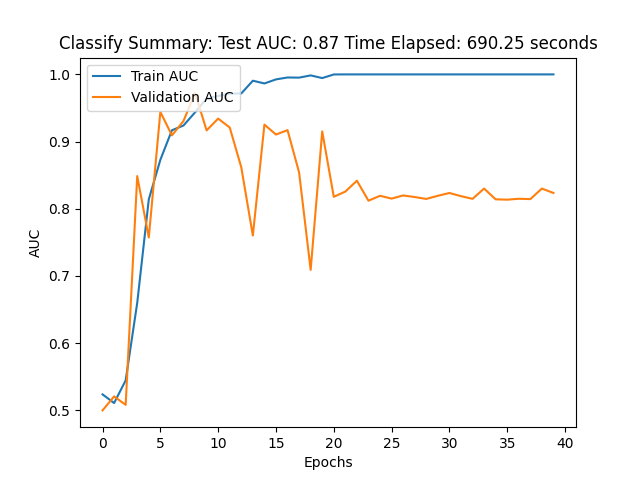 Classify Summary: Test AUC: 0.87 Time Elapsed: 690.25 seconds
Train AUC
Validation AUC
1.0
0.9
0.8
0.7
0.6
0.5
AUC
0 5 10 15 20 25 30 35 40
Epochs